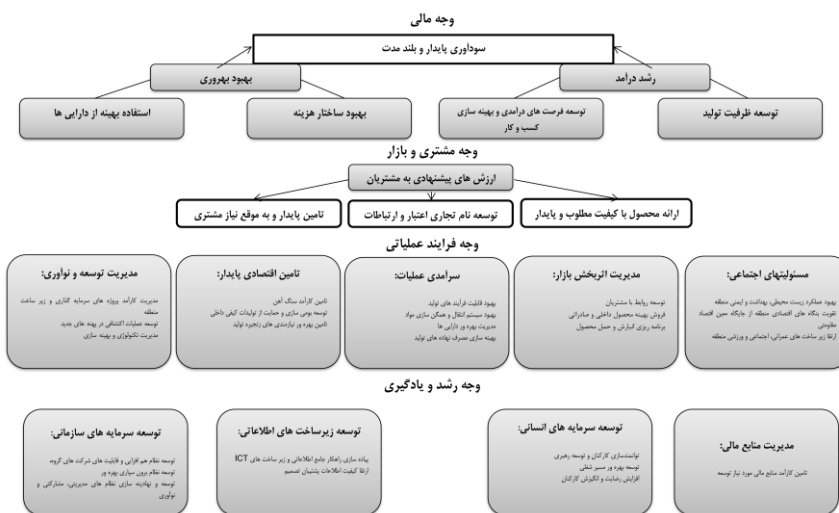 وجه مالی
سودآوری پایدار و بلند مدت
رشد درآمد
بهبود بهروری
توسعه ظرفیت تولید
توسعه فرصت های درامدی و بهینه سازی
کسب و کار
بهبود ساختار هزینه
استفاده بهینه از دارایی ها
وجه مشتری و بازار
ارزش های پیشنهادی به مشتریان
ارائه محصول با کیفیت مطلوب و پایدار
توسعه نام تجاری اعتبار و ارتباطات
تامین پایدار و به موقع نیاز مشتری
وجه فرایند عملیاتی
مسئولیتهای اجتماعی:
بهبود عملکرد زیست محیطی، بهداشت و ایمنی منطقه
تقویت بنگاه های اقتصادی منطقه از جایگاه معین اقتصاد
مقاومتی
ارتقا زیر ساخت های عمرانی، اجتماعی و ورزشی منطقه
مدیریت اثربخش بازار:
توسعه روابط با مشتریان
فروش بهینه محصول داخلی و صادراتی
برنامه ریزی انبارش و حمل محصول
سرآمدی عملیات:
بهبود قابلیت فرآیند های تولید
بهبود سیستم انتقال و همگن سازی مواد
مدیریت بهره ور دارایی ها
بهینه سازی مصرف نهاده های تولید
تامین اقتصادی پایدار:
تامین کارآمد سنگ آهن
توسعه بومی سازی و حمایت از تولیدات کیفی داخلی
تامین بهره ور نیازمندی های زنجیره تولید
مدیریت توسعه و نوآوری:
مدیریت کارآمد پروژه های سرمایه گذاری و زیر ساخت
منطقه
توسعه عملیات اکتشافی در پهنه های جدید
مدیریت تکنولوژی و بهینه سازی
وجه رشد و یادگیری
مدیریت منابع مالی:
تامین کارآمد منابع مالی مورد نیاز توسعه
توسعه سرمایه های انسانی:
توانمندسازی کارکنان و توسعه رهبری
توسعه بهره ور مسیر شغلی
افزایش رضایت و انگیزش کارکنان
توسعه زیرساخت های اطلاعاتی:
پیاده سازی راهکار جامع اطلاعاتی و زیر ساخت های ICT
ارتقا کیفیت اطلاعات پشتیبان تصمیم
توسعه سرمایه های سازمانی:
توسعه نظام هم افزایی و قابلیت های شرکت های گروه
توسعه نظام برون سپاری بهره ور
توسعه و نهادینه سازی نظام های مدیریتی، مشارکتی و
نوآوری